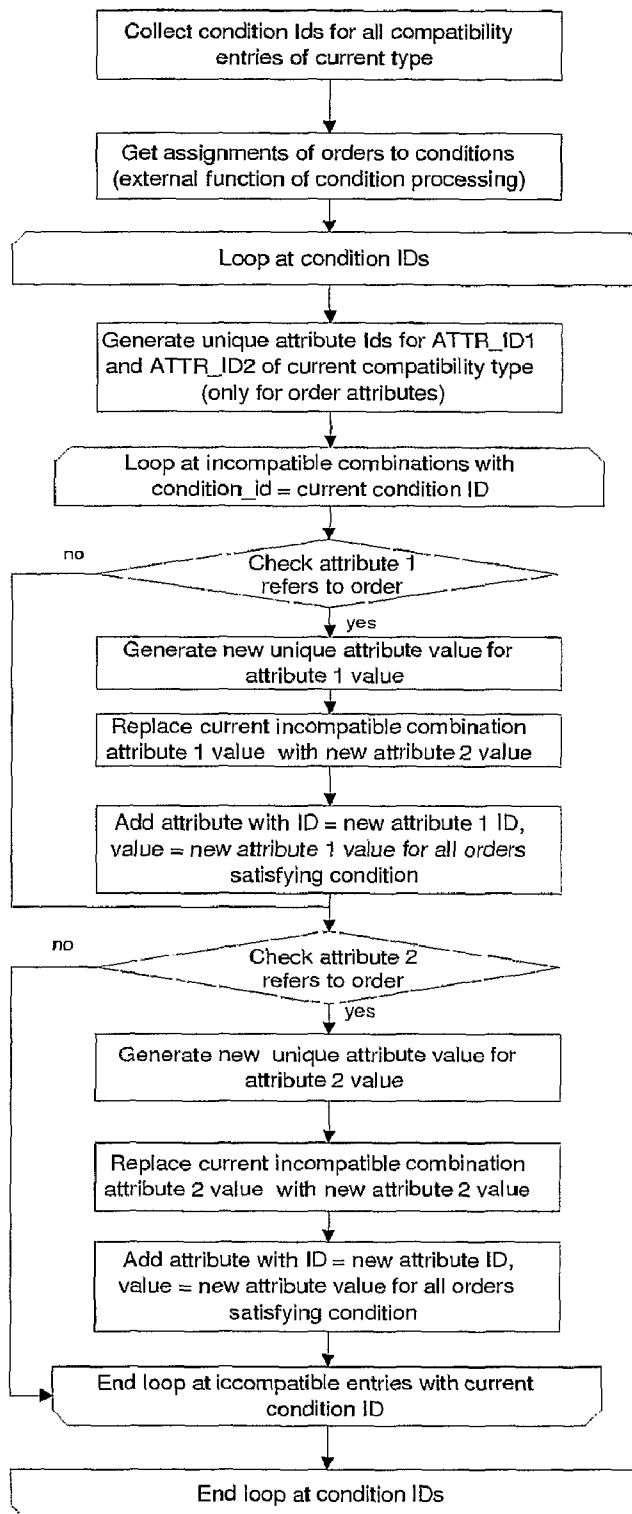 Collect condition Ids for all compatibility
entries of current type
Get assignments of orders to conditions
(external function of condition processing)
Loop at condition IDs
Generate unique attribute Ids for ATTR_ID1
and ATTR_ID2 of current compatibility type
(only for order attributes)
Loop at incompatible combinations with
condition_id = current condition ID
no
Check attribute 1
refers to order
yes
Generate new unique attribute value for
attribute 1 value
Replace current incompatible combination
attribute 1 value with new attribute 2 value
Add attribute with ID = new attribute 1 ID,
value = new attribute 1 value for all orders
satisfying condition
no
Check attribute 2
refers to order
yes
Generate new unique attribute value for
attribute 2 value
Replace current incompatible combination
attribute 2 value with new attribute 2 value
Add attribute with ID = new attribute ID,
value = new attribute value for all orders
satisfying condition
End loop at iccompatible entries with current
condition ID
End loop at condition IDs